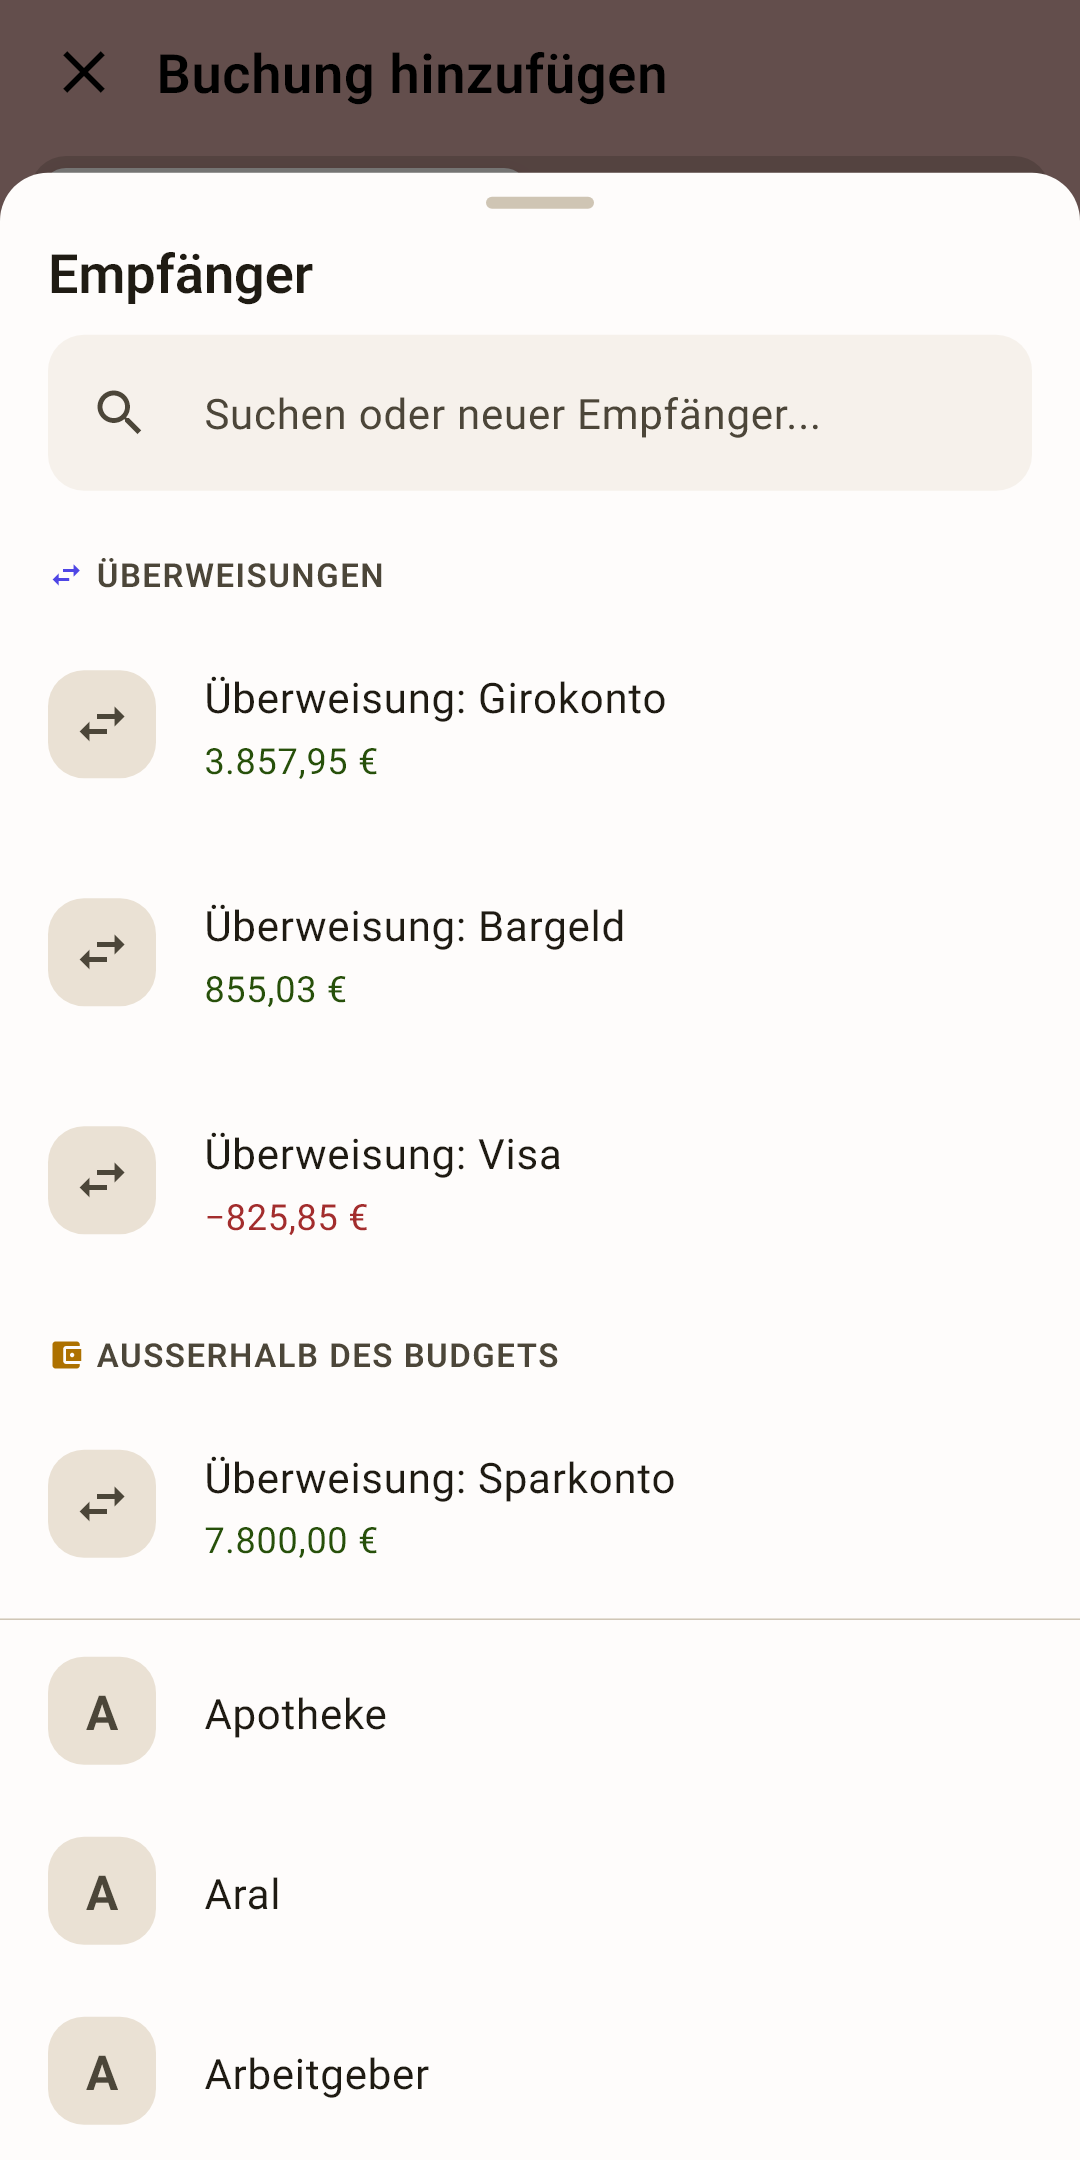 Buchung hinzufügen
Empfänger
Suchen oder neuer Empfänger...
ÜBERWEISUNGEN
Überweisung: Girokonto
3.857,95 €
Überweisung: Bargeld
855,03 €
Überweisung: Visa
−825,85 €
AUSSERHALB DES BUDGETS
Überweisung: Sparkonto
7.800,00 €
A Apotheke
A Aral
A Arbeitgeber